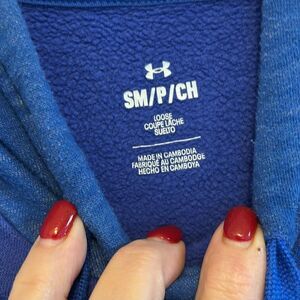 SM/P/CH
LOOSE
COUPE LÂCHE
SUELTO
MADE IN CAMBODIA
FABRIQUÉ AU CAMBODGE
HECHO EN CAMBOYA